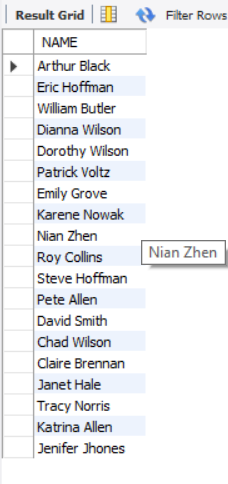 Result Grid Filter Rows
NAME
Arthur Black
Eric Hoffman
William Butler
Dianna Wilson
Dorothy Wilson
Patrick Voltz
Emily Grove
Karene Nowak
Nian Zhen
Nian Zhen
Roy Collins
Steve Hoffman
Pete Allen
David Smith
Chad Wilson
Claire Brennan
Janet Hale
Tracy Norris
Katrina Allen
Jenifer Jhones